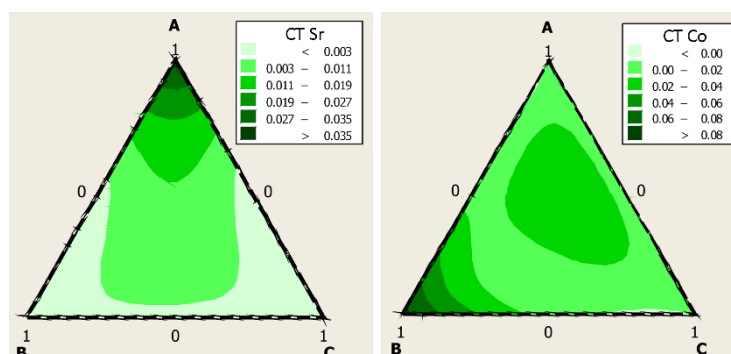 A
1
CT Sr
< 0.003
0.003 – 0.011
0.011 – 0.019
0.019 – 0.027
0.027 – 0.035
> 0.035
0
0
1
0
1
B
C
A
1
CT Co
< 0.00
0.00 – 0.02
0.02 – 0.04
0.04 – 0.06
0.06 – 0.08
> 0.08
0
0
1
0
1
B
C